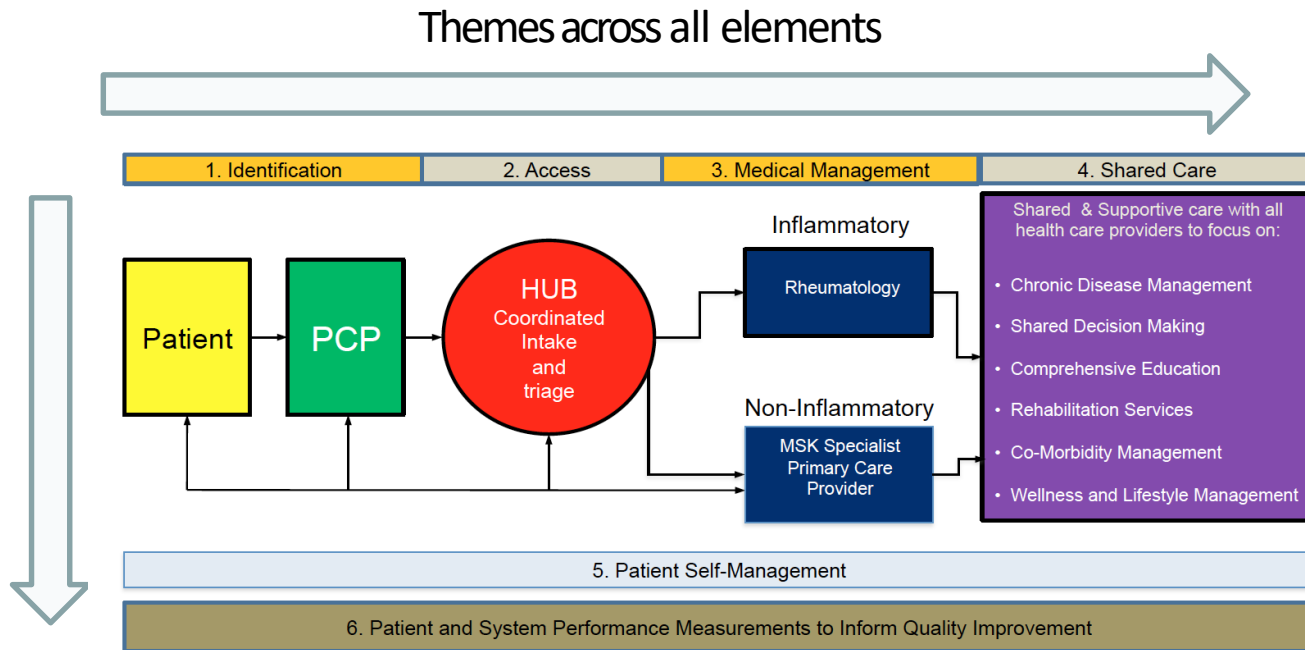 Themes across all elements
1. Identification
2. Access
3. Medical Management
4. Shared Care
Patient
PCP
HUB
Coordinated
Intake
and
triage
Inflammatory
Rheumatology
Non-Inflammatory
MSK Specialist
Primary Care
Provider
Shared & Supportive care with all
health care providers to focus on:
• Chronic Disease Management
• Shared Decision Making
• Comprehensive Education
• Rehabilitation Services
• Co-Morbidity Management
• Wellness and Lifestyle Management
5. Patient Self-Management
6. Patient and System Performance Measurements to Inform Quality Improvement